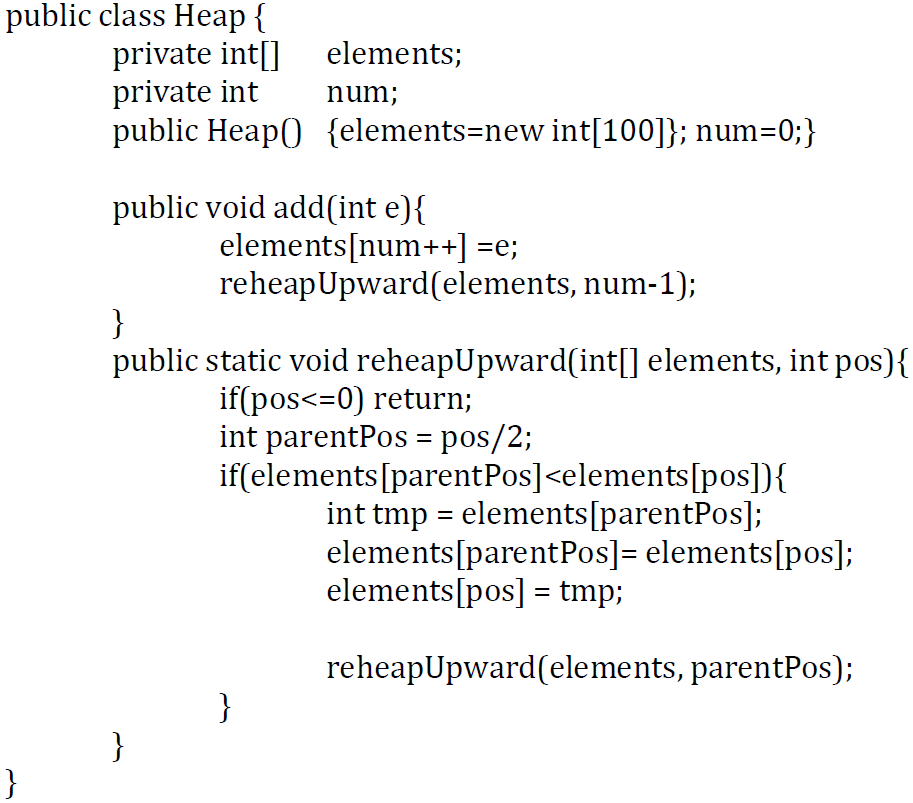 public class Heap {
private int[] elements;
private int num;
public Heap() {elements=new int[100]}; num=0;}
public void add(int e){
elements[num++] =e;
reheapUpward(elements, num-1);
}
public static void reheapUpward(int[] elements, int pos){
if(pos<=0) return;
int parentPos = pos/2;
if(elements[parentPos]<elements[pos]){
int tmp = elements[parentPos];
elements[parentPos]= elements[pos];
elements[pos] = tmp;
reheapUpward(elements, parentPos);
}
}
}